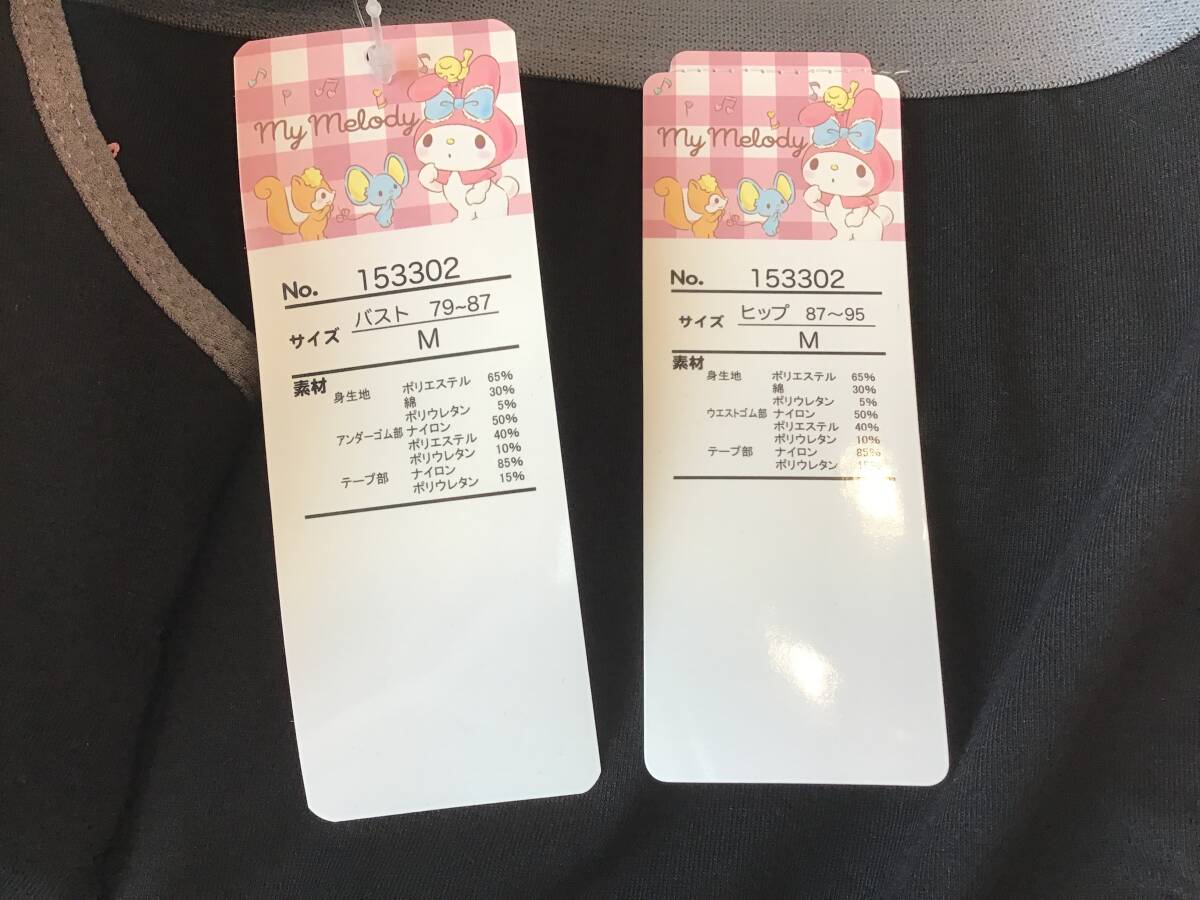 My Melody
No. 153302
サイズ バスト 79~87
M
素材
身生地 ポリエステル 65%
綿 30%
ポリウレタン 5%
アンダーゴム部 ナイロン 50%
ポリエステル 40%
ポリウレタン 10%
テープ部 ナイロン 85%
ポリウレタン 15%
My Melody
No. 153302
サイズ ヒップ 87~95
M
素材
身生地 ポリエステル 65%
綿 30%
ポリウレタン 5%
ウエストゴム部 ナイロン 50%
ポリエステル 40%
ポリウレタン 10%
テープ部 ナイロン 85%
ポリウレタン 15%